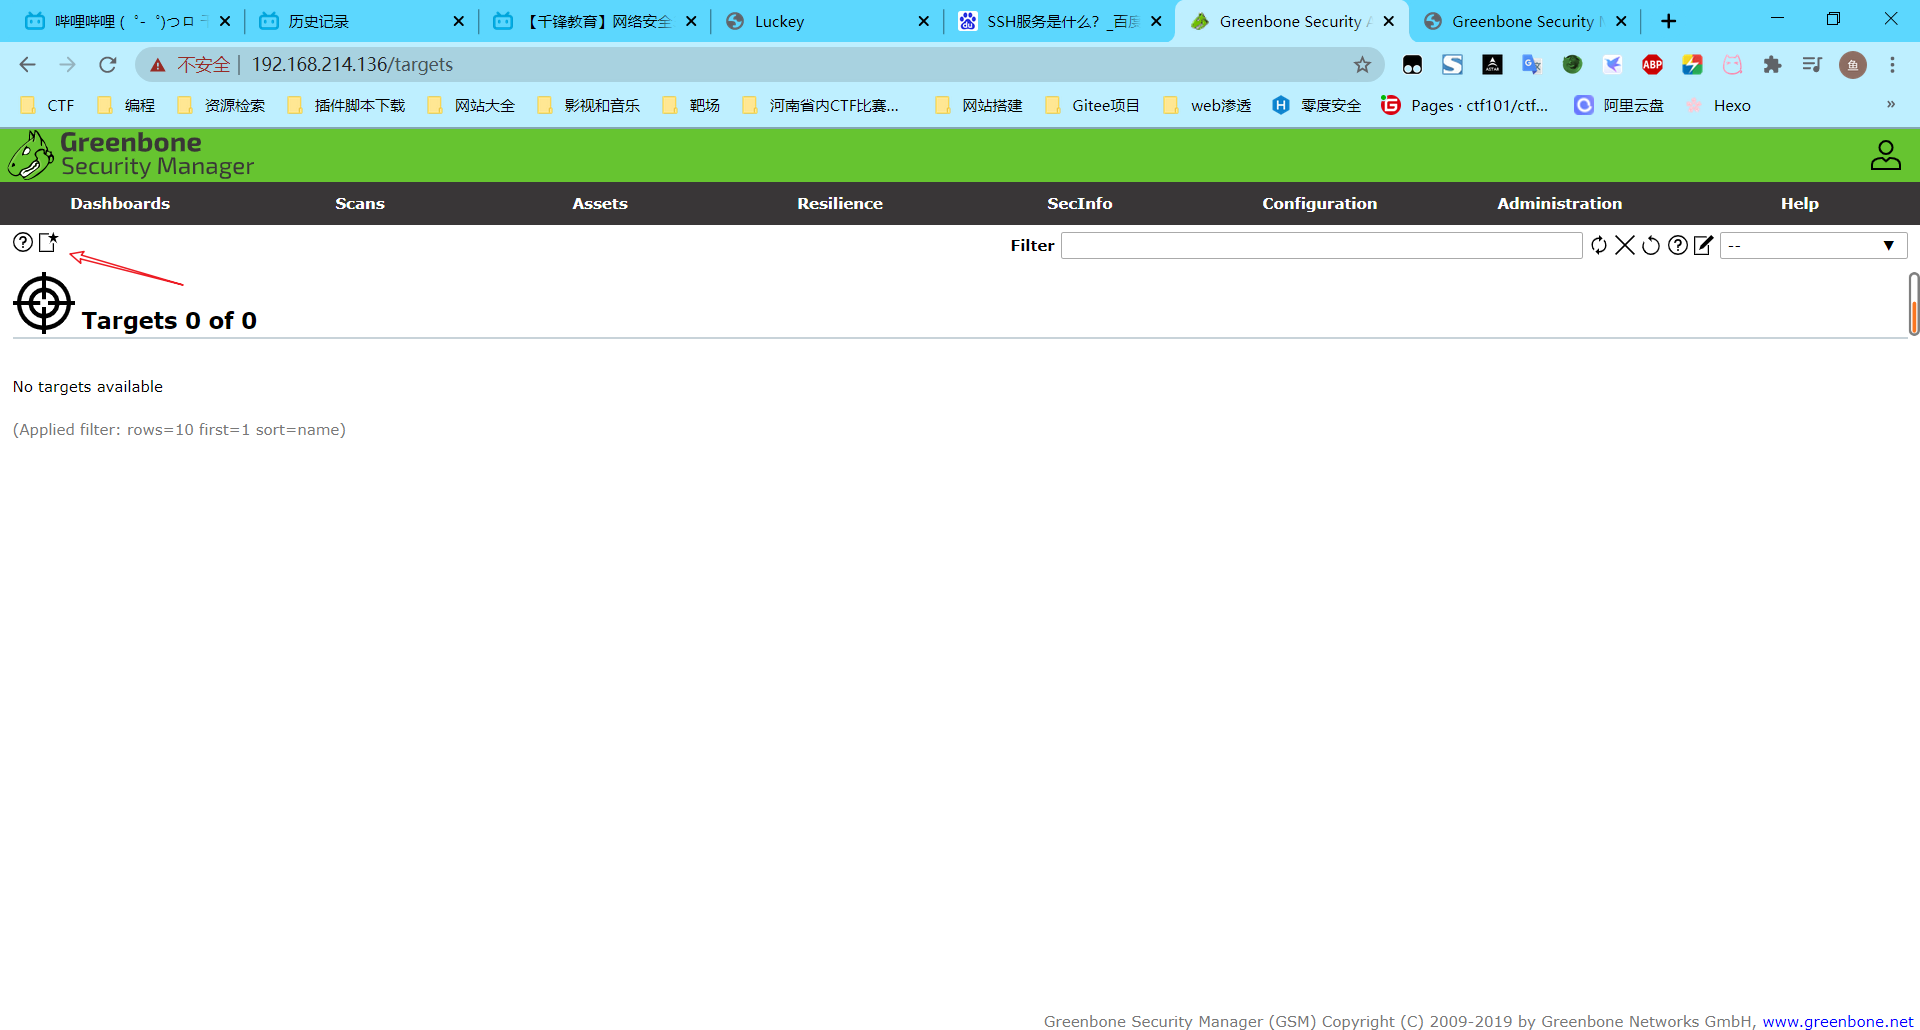 哔哩哔哩 ( ゜- ゜)つロ 干
历史记录
【千锋教育】网络安全
Luckey
SSH服务是什么？_百度
Greenbone Security A
Greenbone Security M
不安全 | 192.168.214.136/targets
CTF 编程 资源检索 插件脚本下载 网站大全 影视和音乐 靶场 河南省内CTF比赛... 网站搭建 Gitee项目 web渗透 零度安全 Pages · ctf101/ctf... 阿里云盘 Hexo »
Greenbone
Security Manager
Dashboards Scans Assets Resilience SecInfo Configuration Administration Help
Filter --
Targets 0 of 0
No targets available
(Applied filter: rows=10 first=1 sort=name)
Greenbone Security Manager (GSM) Copyright (C) 2009-2019 by Greenbone Networks GmbH, www.greenbone.net